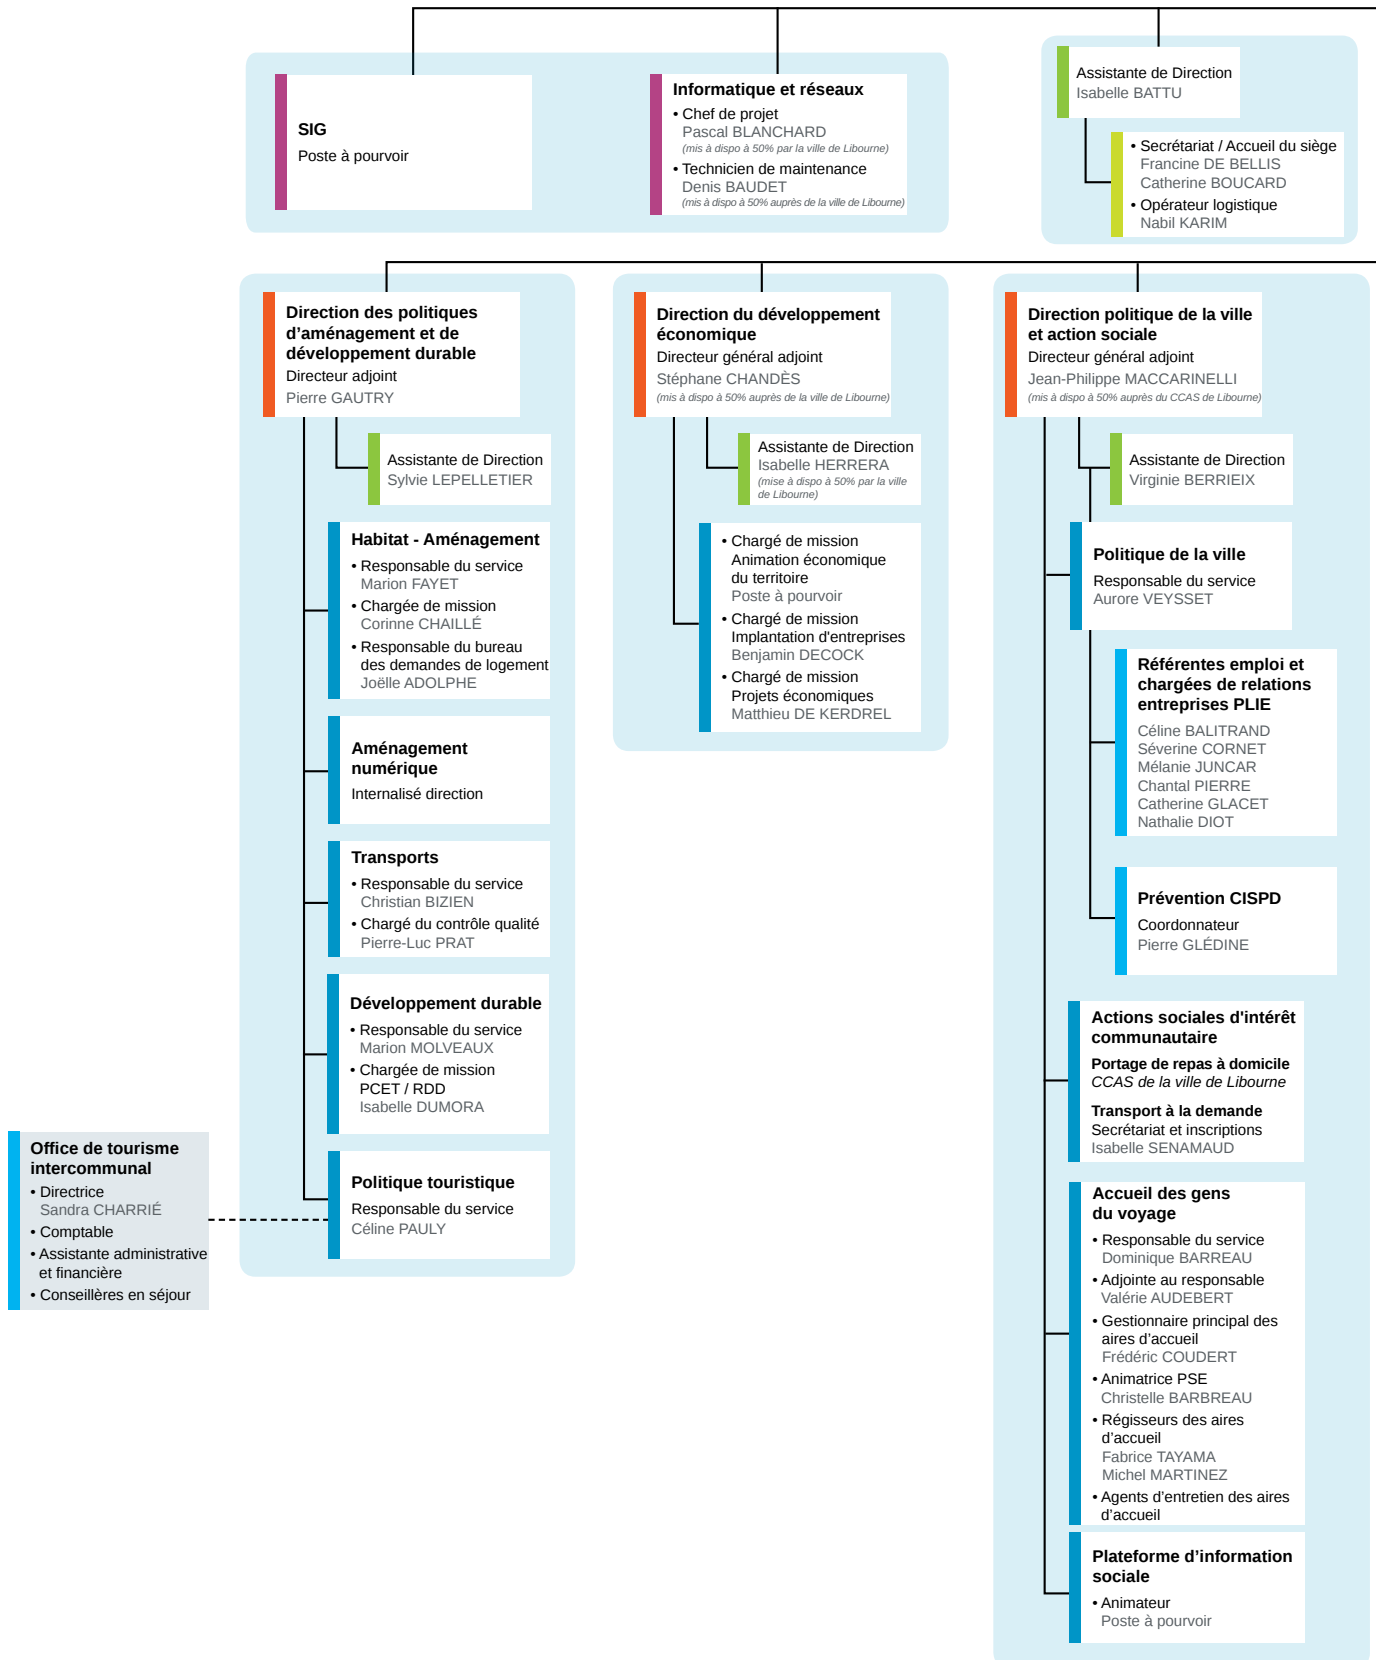 SIG
Poste à pourvoir
Informatique et réseaux
• Chef de projet
Pascal BLANCHARD
(mis à dispo à 50% par la ville de Libourne)
• Technicien de maintenance
Denis BAUDET
(mis à dispo à 50% auprès de la ville de Libourne)
Assistante de Direction
Isabelle BATTU
• Secrétariat / Accueil du siège
Francine DE BELLIS
Catherine BOUCARD
• Opérateur logistique
Nabil KARIM
Direction des politiques
d’aménagement et de
développement durable
Directeur adjoint
Pierre GAUTRY
Assistante de Direction
Sylvie LEPELLETIER
Habitat - Aménagement
• Responsable du service
Marion FAYET
• Chargée de mission
Corinne CHAILLÉ
• Responsable du bureau
des demandes de logement
Joëlle ADOLPHE
Aménagement
numérique
Internalisé direction
Transports
• Responsable du service
Christian BIZIEN
• Chargé du contrôle qualité
Pierre-Luc PRAT
Développement durable
• Responsable du service
Marion MOLVEAUX
• Chargée de mission
PCET / RDD
Isabelle DUMORA
Politique touristique
Responsable du service
Céline PAULY
Office de tourisme
intercommunal
• Directrice
Sandra CHARRIÉ
• Comptable
• Assistante administrative
et financière
• Conseillères en séjour
Direction du développement
économique
Directeur général adjoint
Stéphane CHANDÈS
(mis à dispo à 50% auprès de la ville de Libourne)
Assistante de Direction
Isabelle HERRERA
(mise à dispo à 50% par la ville
de Libourne)
• Chargé de mission
Animation économique
du territoire
Poste à pourvoir
• Chargé de mission
Implantation d'entreprises
Benjamin DECOCK
• Chargé de mission
Projets économiques
Matthieu DE KERDREL
Direction politique de la ville
et action sociale
Directeur général adjoint
Jean-Philippe MACCARINELLI
(mis à dispo à 50% auprès du CCAS de Libourne)
Assistante de Direction
Virginie BERRIEIX
Politique de la ville
Responsable du service
Aurore VEYSSET
Référentes emploi et
chargées de relations
entreprises PLIE
Céline BALITRAND
Séverine CORNET
Mélanie JUNCAR
Chantal PIERRE
Catherine GLACET
Nathalie DIOT
Prévention CISPD
Coordonnateur
Pierre GLÉDINE
Actions sociales d'intérêt
communautaire
Portage de repas à domicile
CCAS de la ville de Libourne
Transport à la demande
Secrétariat et inscriptions
Isabelle SENAMAUD
Accueil des gens
du voyage
• Responsable du service
Dominique BARREAU
• Adjointe au responsable
Valérie AUDEBERT
• Gestionnaire principal des
aires d’accueil
Frédéric COUDERT
• Animatrice PSE
Christelle BARBREAU
• Régisseurs des aires
d’accueil
Fabrice TAYAMA
Michel MARTINEZ
• Agents d’entretien des aires
d’accueil
Plateforme d’information
sociale
• Animateur
Poste à pourvoir